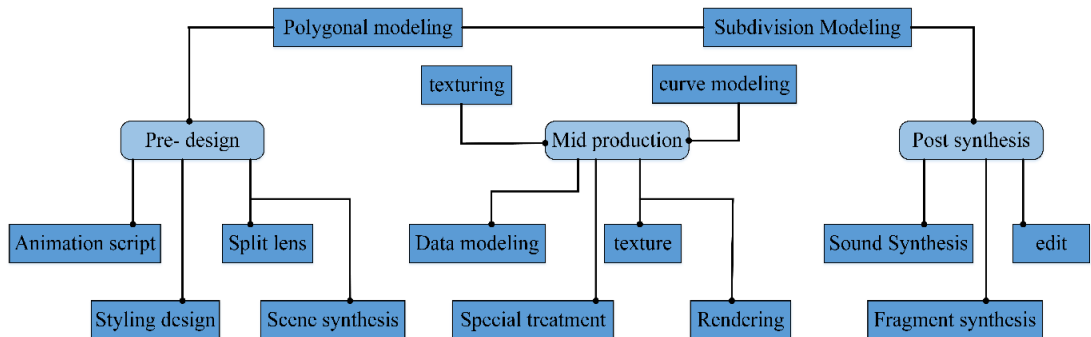 Polygonal modeling
Subdivision Modeling
texturing
curve modeling
Pre- design
Mid production
Post synthesis
Animation script
Split lens
Data modeling
texture
Sound Synthesis
edit
Styling design
Scene synthesis
Special treatment
Rendering
Fragment synthesis